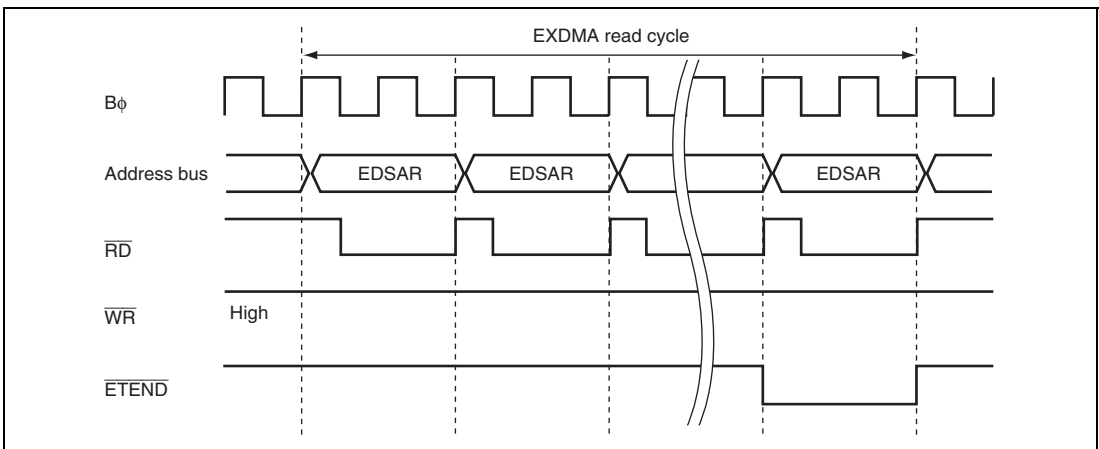 EXDMA read cycle
Bϕ
Address bus EDSAR EDSAR EDSAR
RD
WR High
ETEND